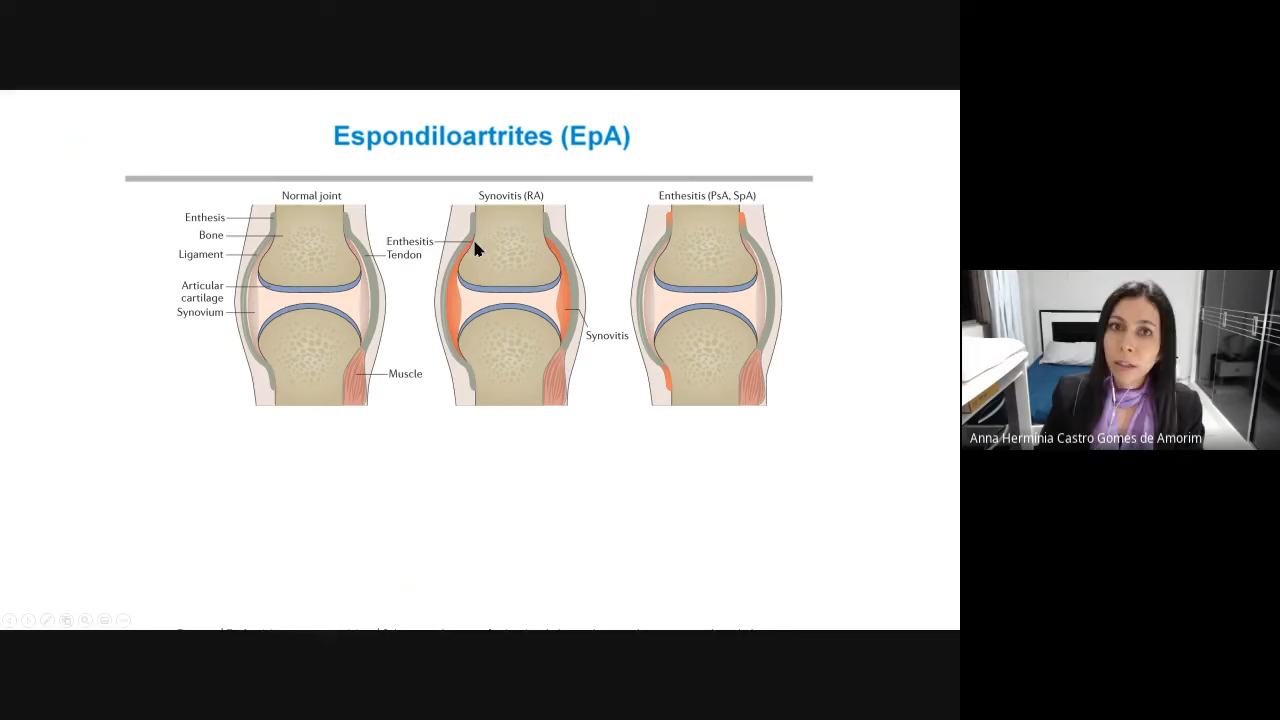 Espondiloartrites (EpA)
Normal joint
Synovitis (RA)
Enthesitis (PsA, SpA)
Enthesis
Bone
Ligament
Articular
cartilage
Synovium
Enthesitis
Tendon
Synovitis
Muscle
Anna Hermínia Castro Gomes de Amorim